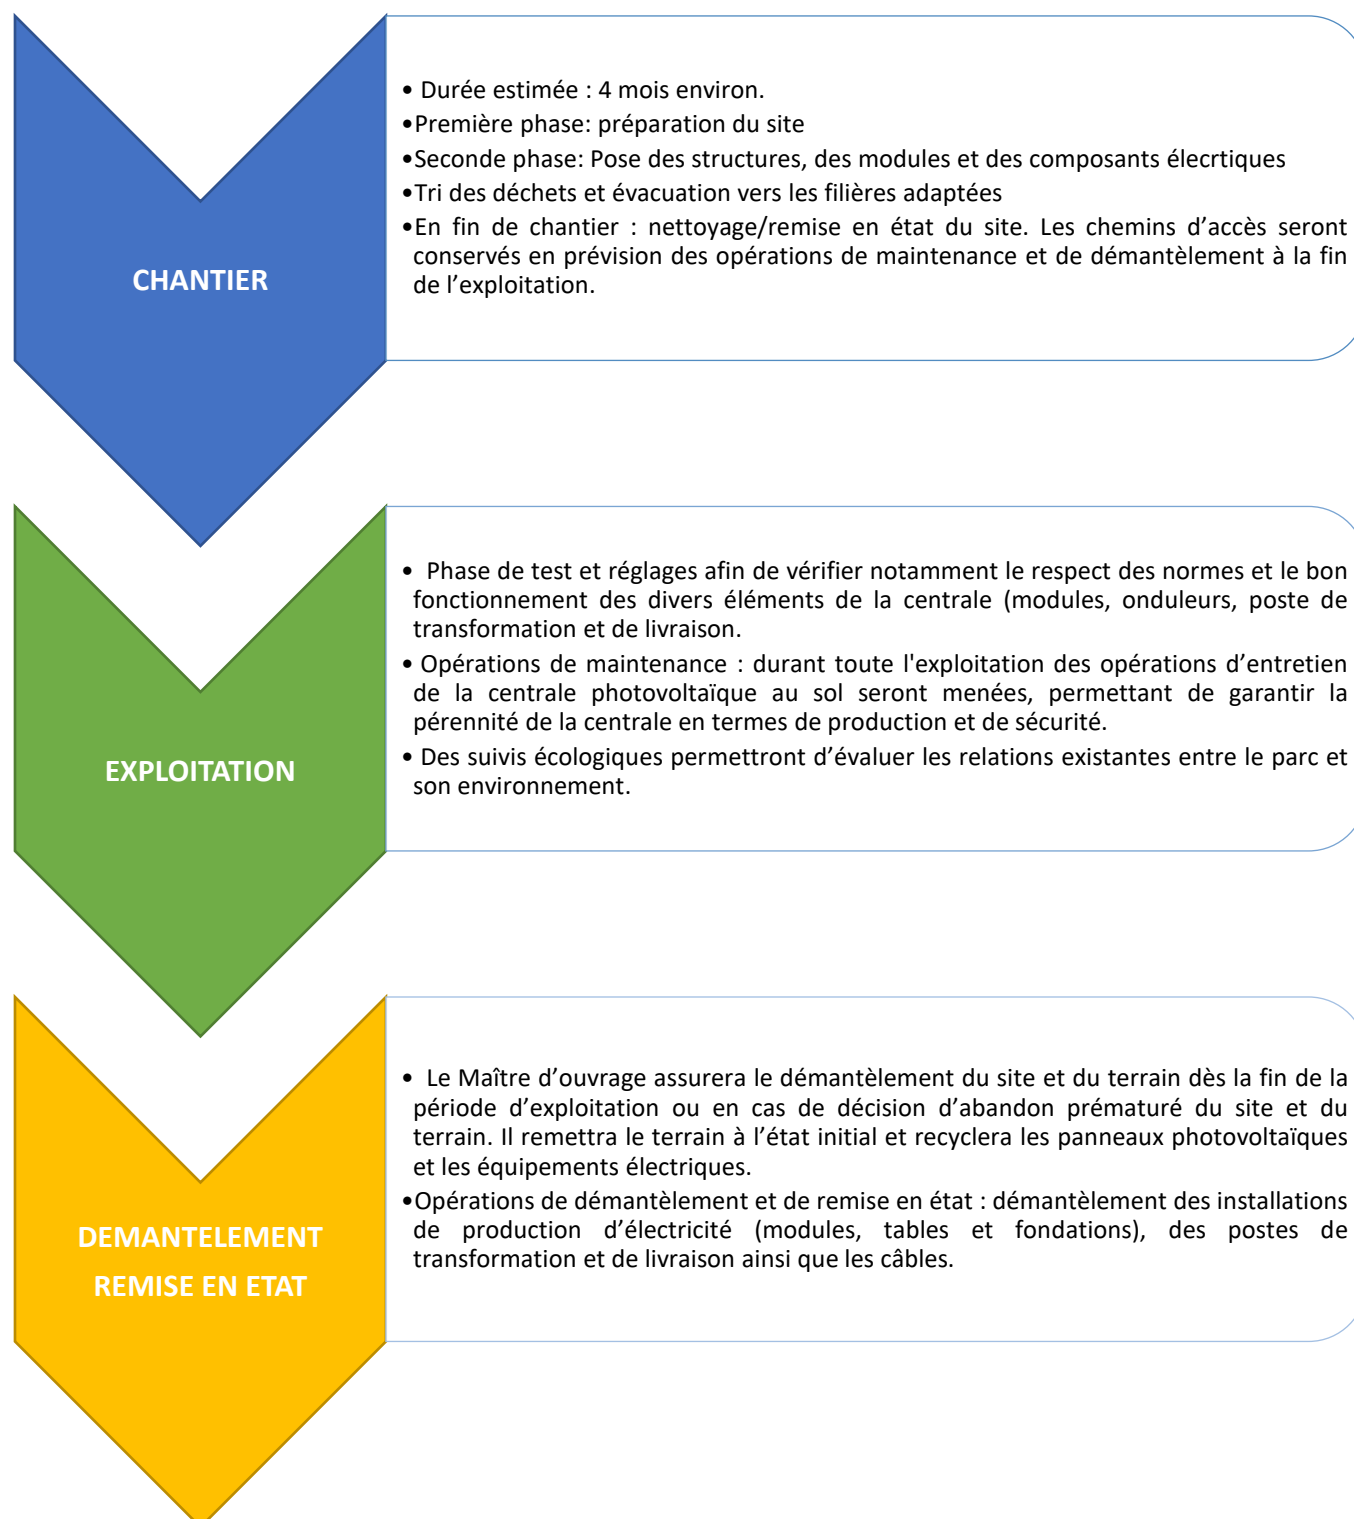 CHANTIER
• Durée estimée : 4 mois environ.
•Première phase: préparation du site
•Seconde phase: Pose des structures, des modules et des composants élecrtiques
•Tri des déchets et évacuation vers les filières adaptées
•En fin de chantier : nettoyage/remise en état du site. Les chemins d’accès seront
conservés en prévision des opérations de maintenance et de démantèlement à la fin
de l’exploitation.
EXPLOITATION
• Phase de test et réglages afin de vérifier notamment le respect des normes et le bon
fonctionnement des divers éléments de la centrale (modules, onduleurs, poste de
transformation et de livraison.
• Opérations de maintenance : durant toute l'exploitation des opérations d’entretien
de la centrale photovoltaïque au sol seront menées, permettant de garantir la
pérennité de la centrale en termes de production et de sécurité.
• Des suivis écologiques permettront d’évaluer les relations existantes entre le parc et
son environnement.
DEMANTELEMENT
REMISE EN ETAT
• Le Maître d’ouvrage assurera le démantèlement du site et du terrain dès la fin de la
période d’exploitation ou en cas de décision d’abandon prématuré du site et du
terrain. Il remettra le terrain à l’état initial et recyclera les panneaux photovoltaïques
et les équipements électriques.
•Opérations de démantèlement et de remise en état : démantèlement des installations
de production d’électricité (modules, tables et fondations), des postes de
transformation et de livraison ainsi que les câbles.